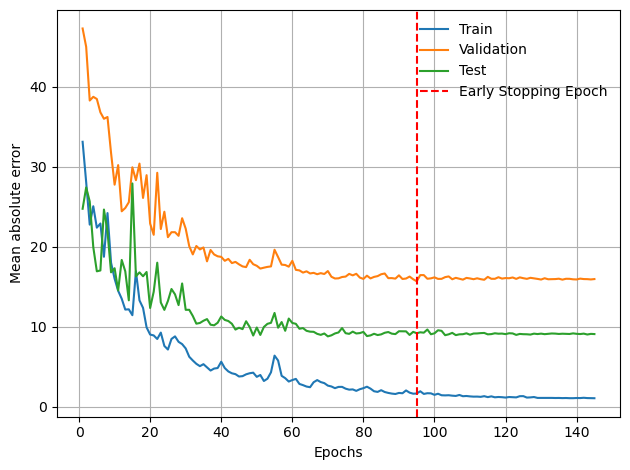 Train
Validation
Test
Early Stopping Epoch
Mean absolute error
40
30
20
10
0
0 20 40 60 80 100 120 140
Epochs